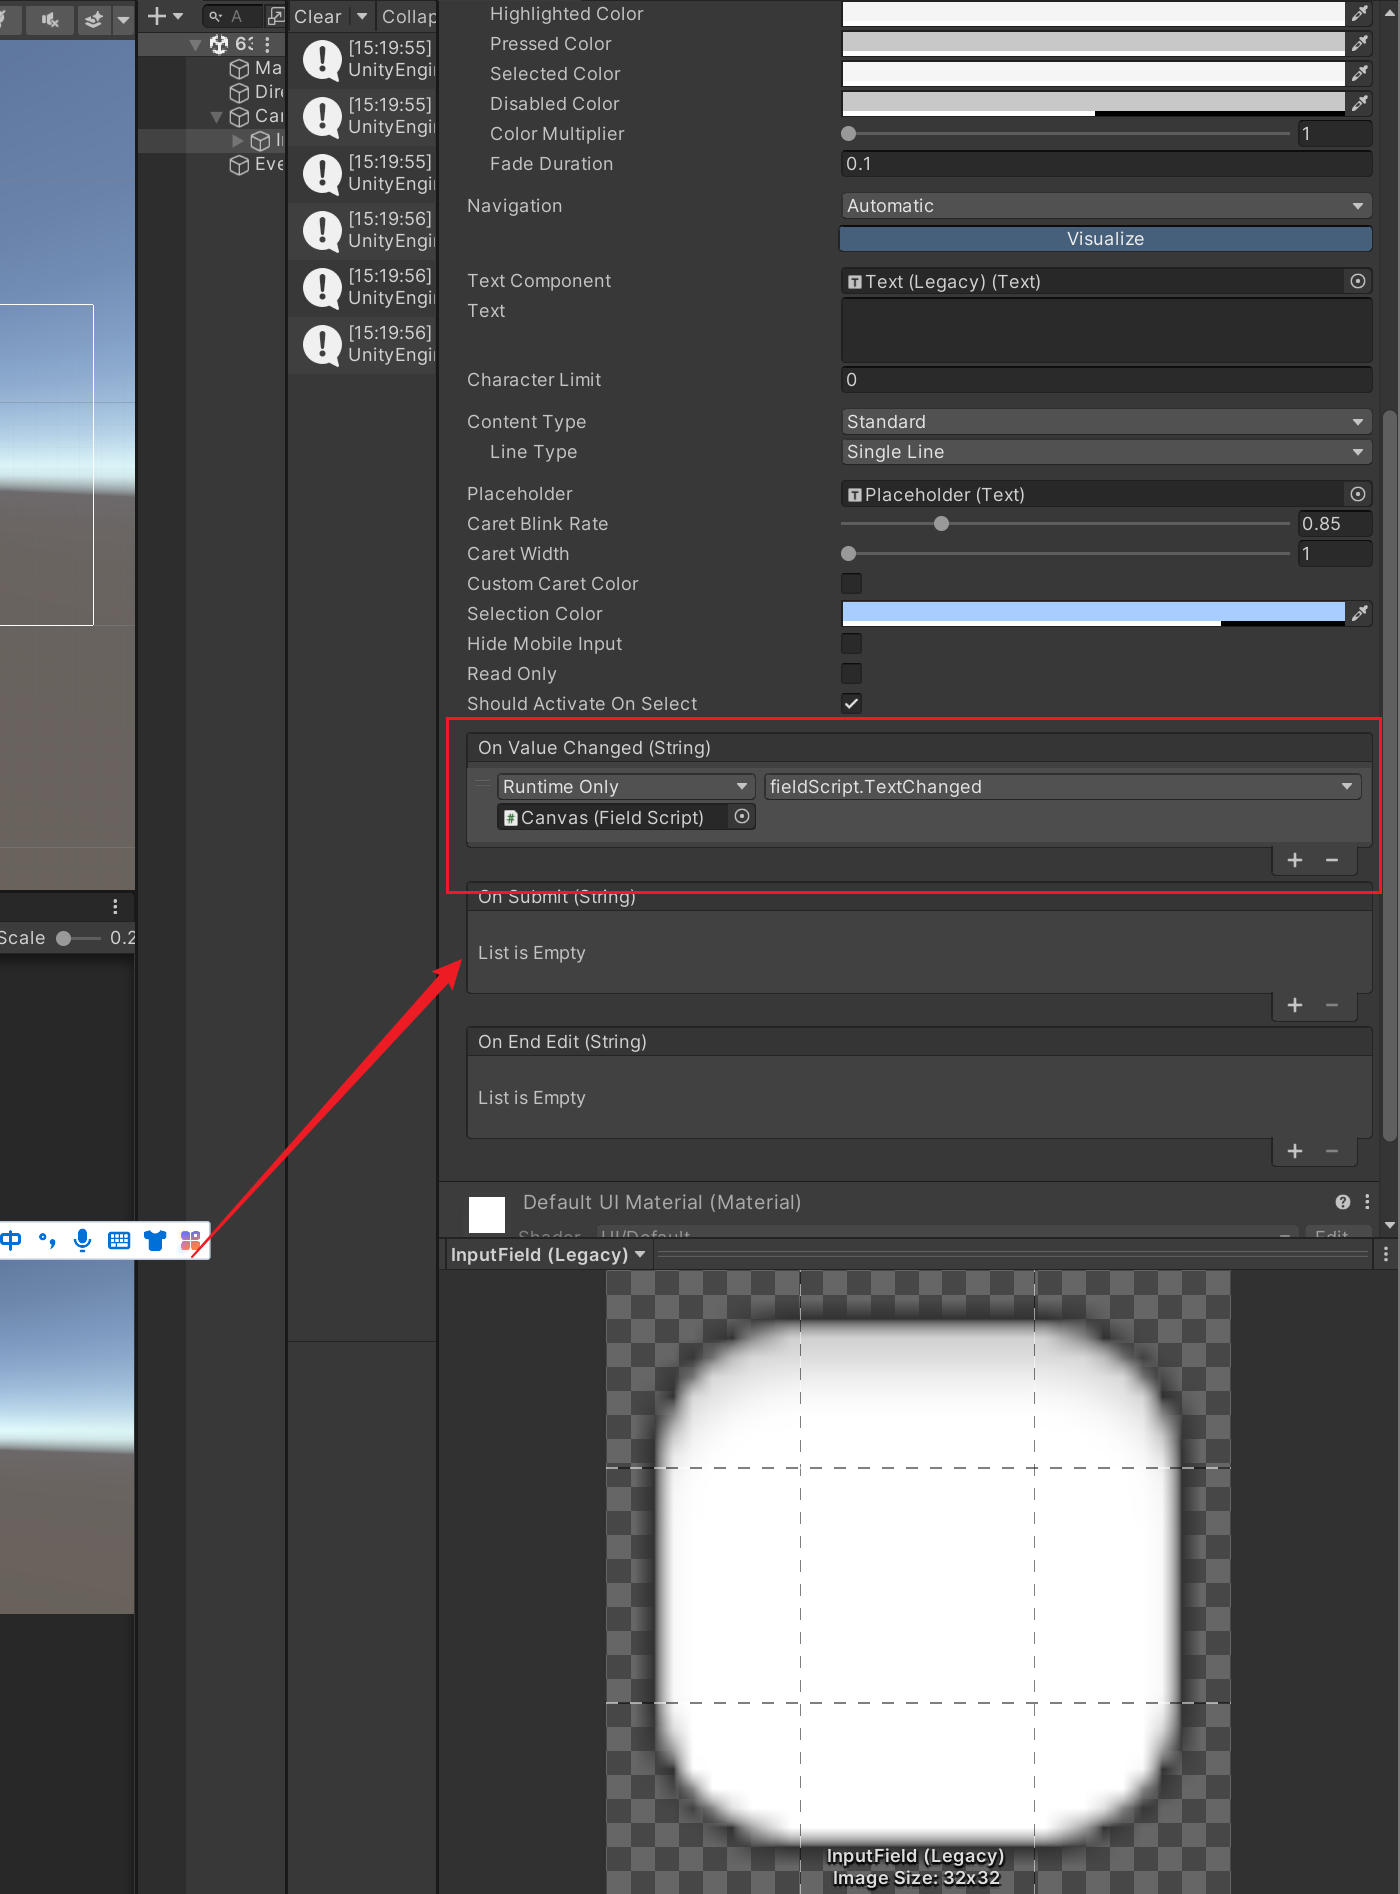 Clear
Collap
[15:19:55]
UnityEngi
[15:19:55]
UnityEngi
[15:19:55]
UnityEngi
[15:19:56]
UnityEngi
[15:19:56]
UnityEngi
[15:19:56]
UnityEngi
A
63
Ma
Dire
Car
Eve
Scale 0.2
中
Highlighted Color
Pressed Color
Selected Color
Disabled Color
Color Multiplier 1
Fade Duration 0.1
Navigation Automatic
Visualize
Text Component Text (Legacy) (Text)
Text
Character Limit 0
Content Type Standard
Line Type Single Line
Placeholder Placeholder (Text)
Caret Blink Rate 0.85
Caret Width 1
Custom Caret Color
Selection Color
Hide Mobile Input
Read Only
Should Activate On Select
On Value Changed (String)
Runtime Only fieldScript.TextChanged
Canvas (Field Script)
On Submit (String)
List is Empty
On End Edit (String)
List is Empty
Default UI Material (Material)
Shader UI/Default Edit
InputField (Legacy)
InputField (Legacy)
Image Size: 32x32